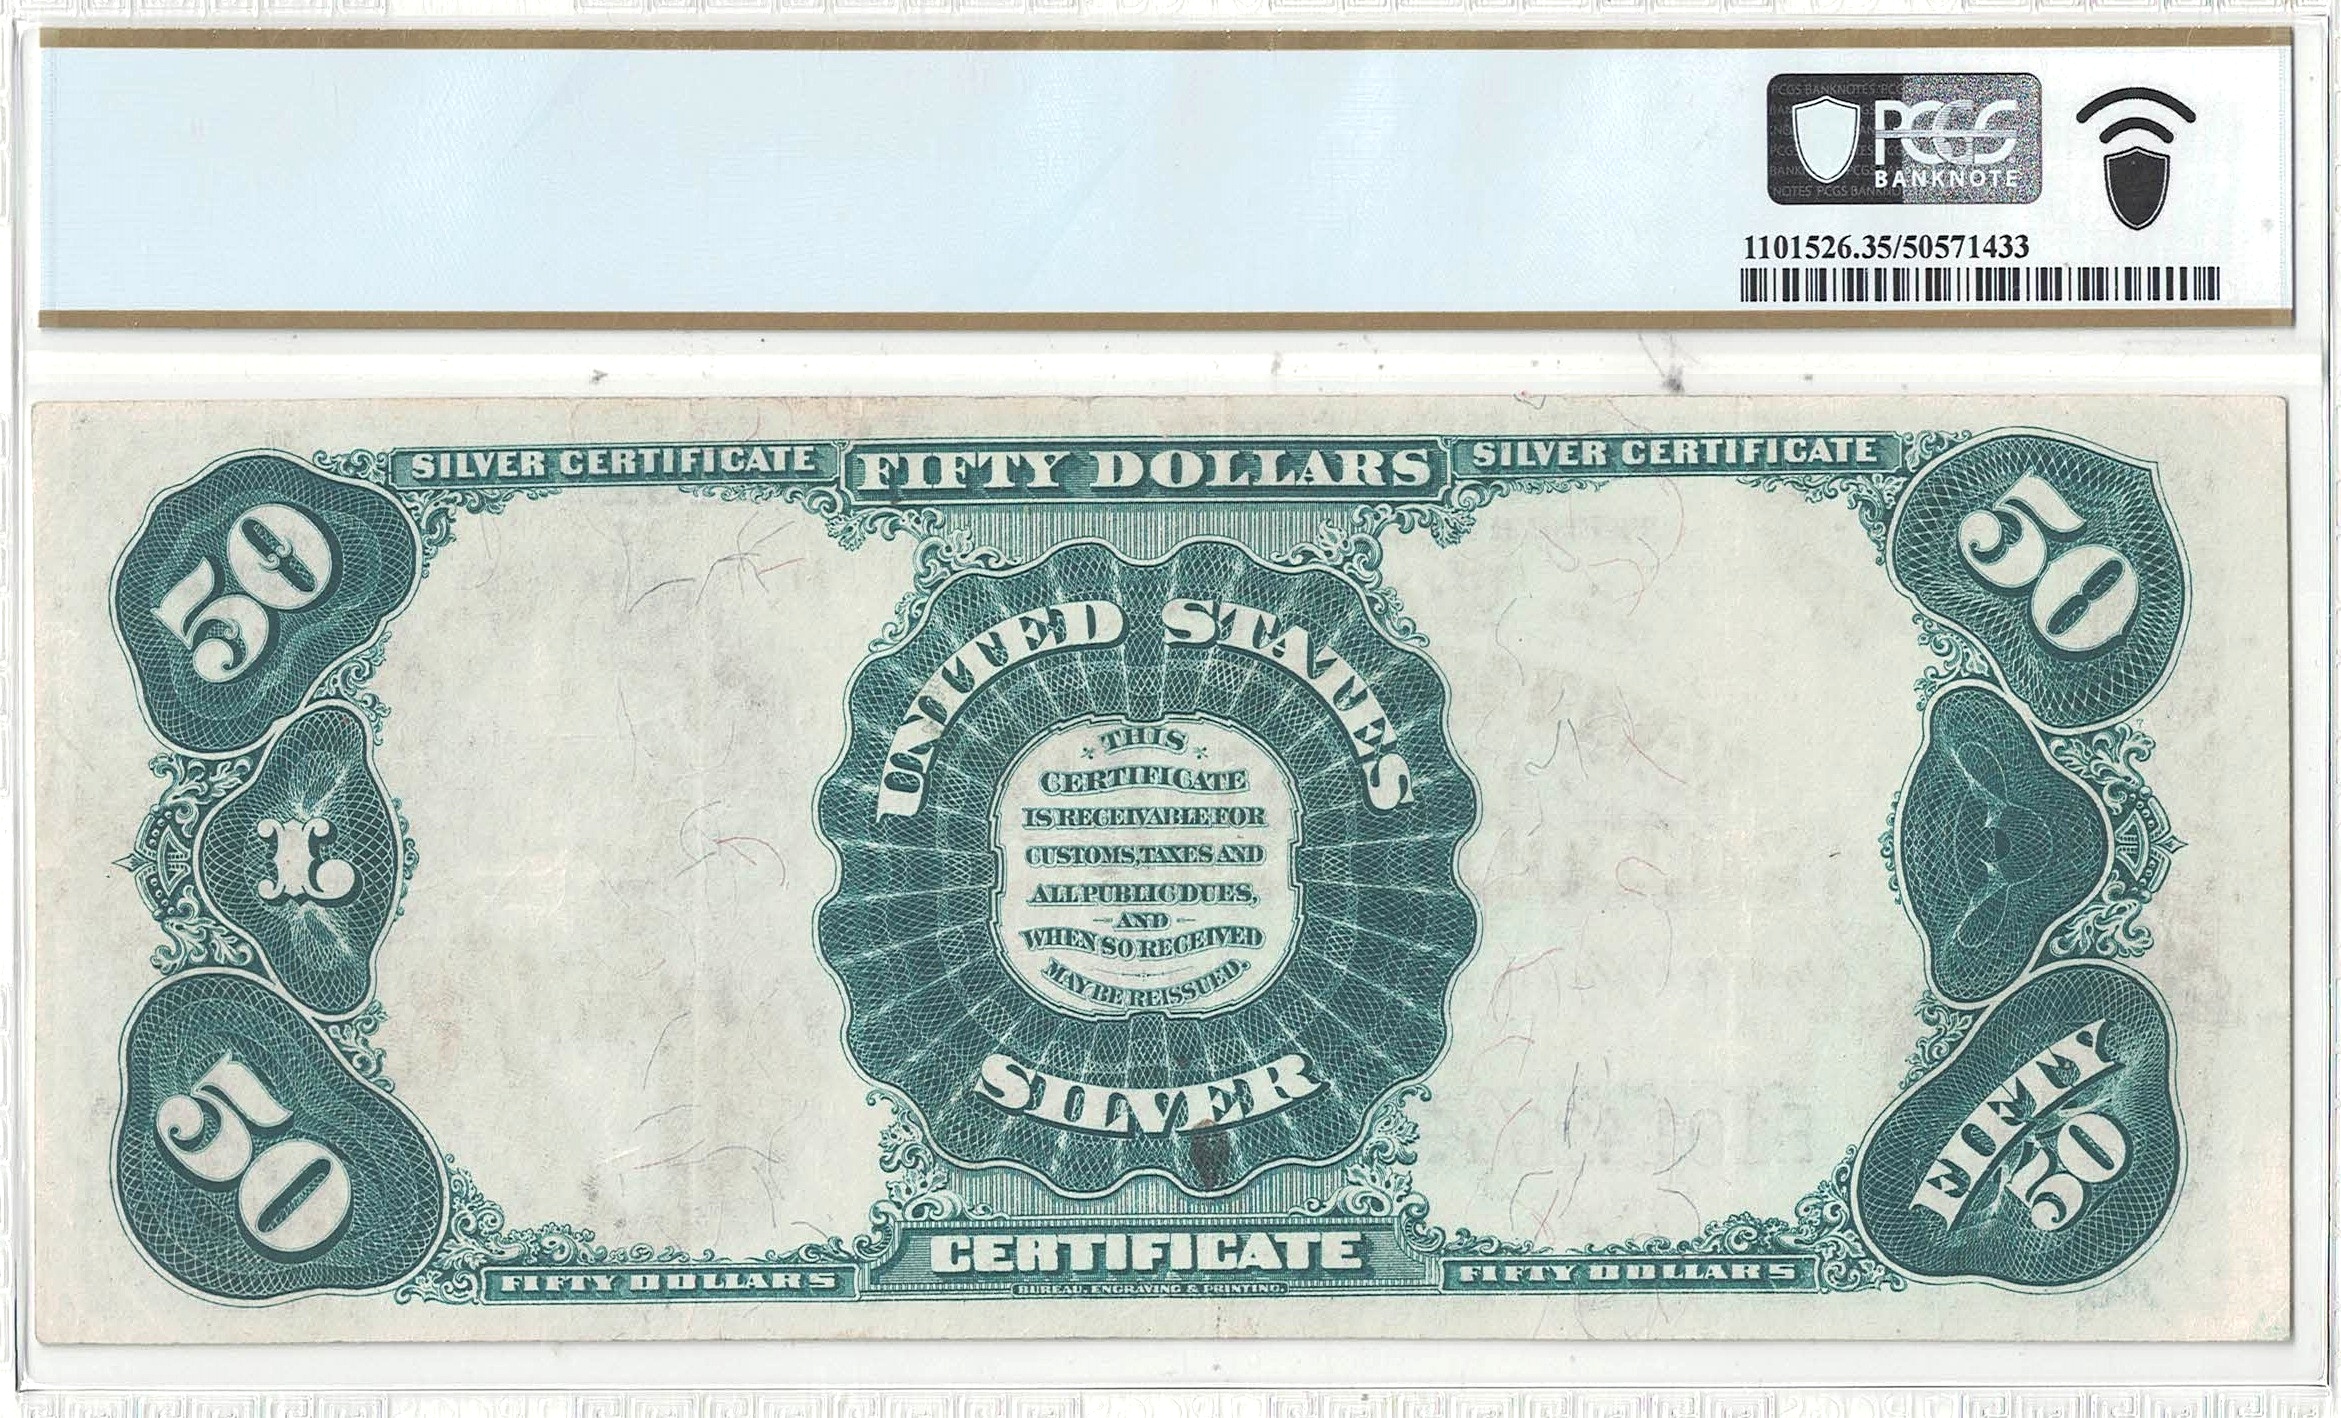 PCGS
BANKNOTE
1101526.35/50571433
SILVER CERTIFICATE FIFTY DOLLARS SILVER CERTIFICATE
50
50
UNITED STATES
THIS
CERTIFICATE
IS RECEIVABLE FOR
CUSTOMS, TAXES AND
ALL PUBLIC DUES,
AND
WHEN SO RECEIVED
MAY BE REISSUED.
L
SILVER
50
FIFTY
50
CERTIFICATE
FIFTY DOLLARS
FIFTY DOLLARS
BUREAU, ENGRAVING & PRINTING.